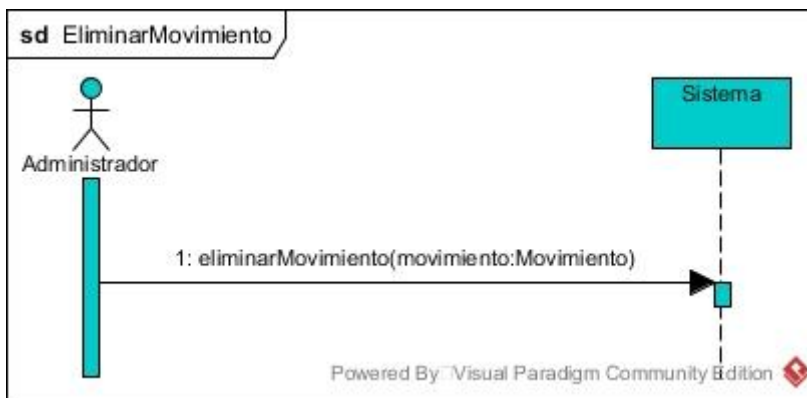 sd EliminarMovimiento
Sistema
Administrador
1: eliminarMovimiento(movimiento:Movimiento)
Powered By Visual Paradigm Community Edition